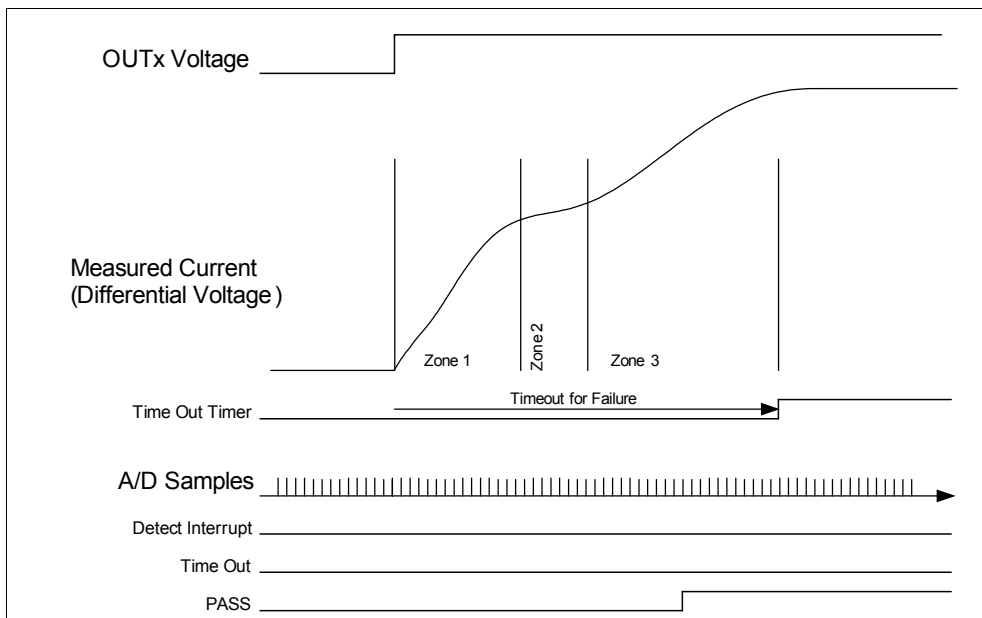 OUTx Voltage
Measured Current
(Differential Voltage)
Zone 1
Zone 2
Zone 3
Timeout for Failure
Time Out Timer
A/D Samples
Detect Interrupt
Time Out
PASS